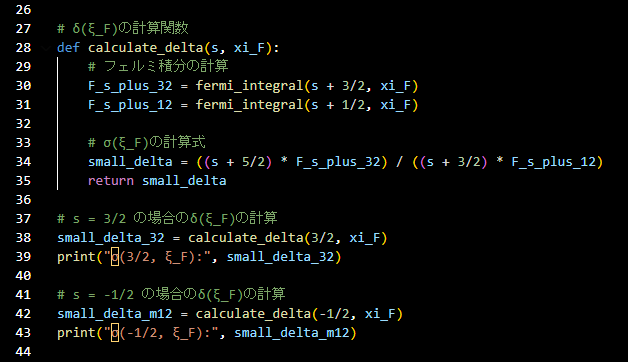 26
27 # δ(ξ_F)の計算関数
28 def calculate_delta(s, xi_F):
29 # フェルミ積分の計算
30 F_s_plus_32 = fermi_integral(s + 3/2, xi_F)
31 F_s_plus_12 = fermi_integral(s + 1/2, xi_F)
32
33 # σ(ξ_F)の計算式
34 small_delta = ((s + 5/2) * F_s_plus_32) / ((s + 3/2) * F_s_plus_12)
35 return small_delta
36
37 # s = 3/2 の場合のδ(ξ_F)の計算
38 small_delta_32 = calculate_delta(3/2, xi_F)
39 print("σ(3/2, ξ_F):", small_delta_32)
40
41 # s = -1/2 の場合のδ(ξ_F)の計算
42 small_delta_m12 = calculate_delta(-1/2, xi_F)
43 print("σ(-1/2, ξ_F):", small_delta_m12)
44